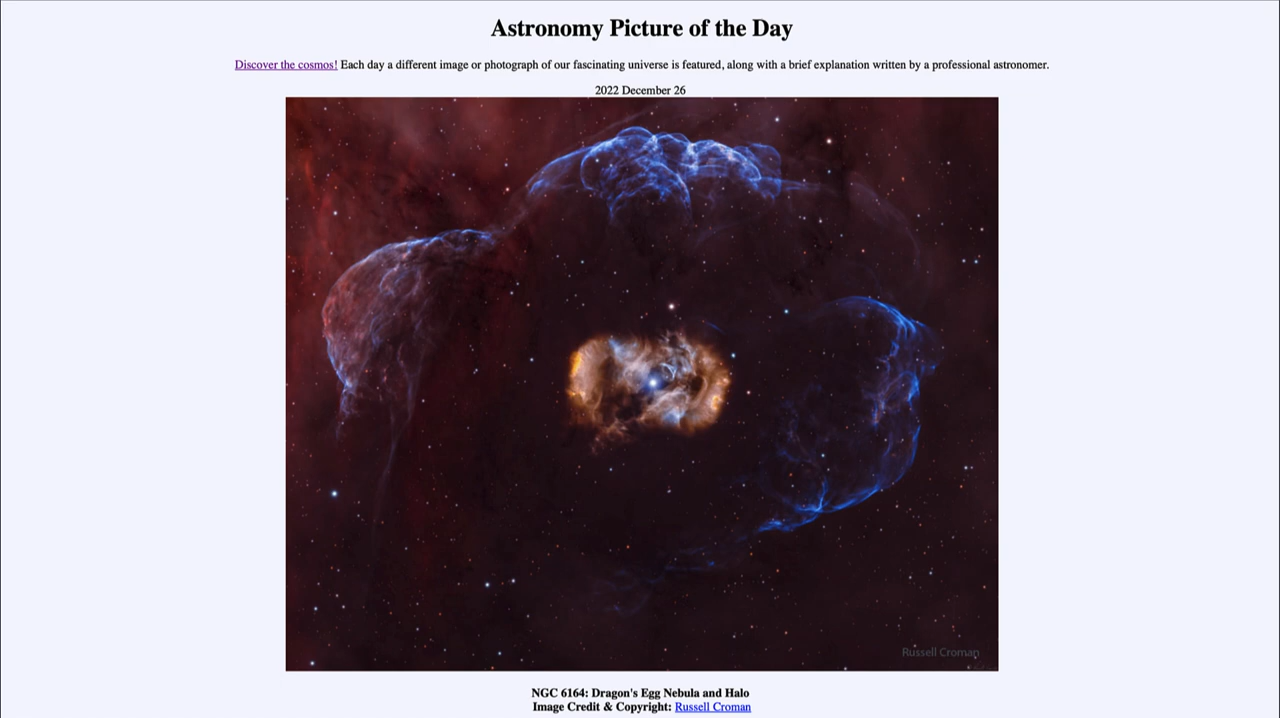 Astronomy Picture of the Day
Discover the cosmos! Each day a different image or photograph of our fascinating universe is featured, along with a brief explanation written by a professional astronomer.
2022 December 26
Russell Croman
NGC 6164: Dragon's Egg Nebula and Halo
Image Credit & Copyright: Russell Croman